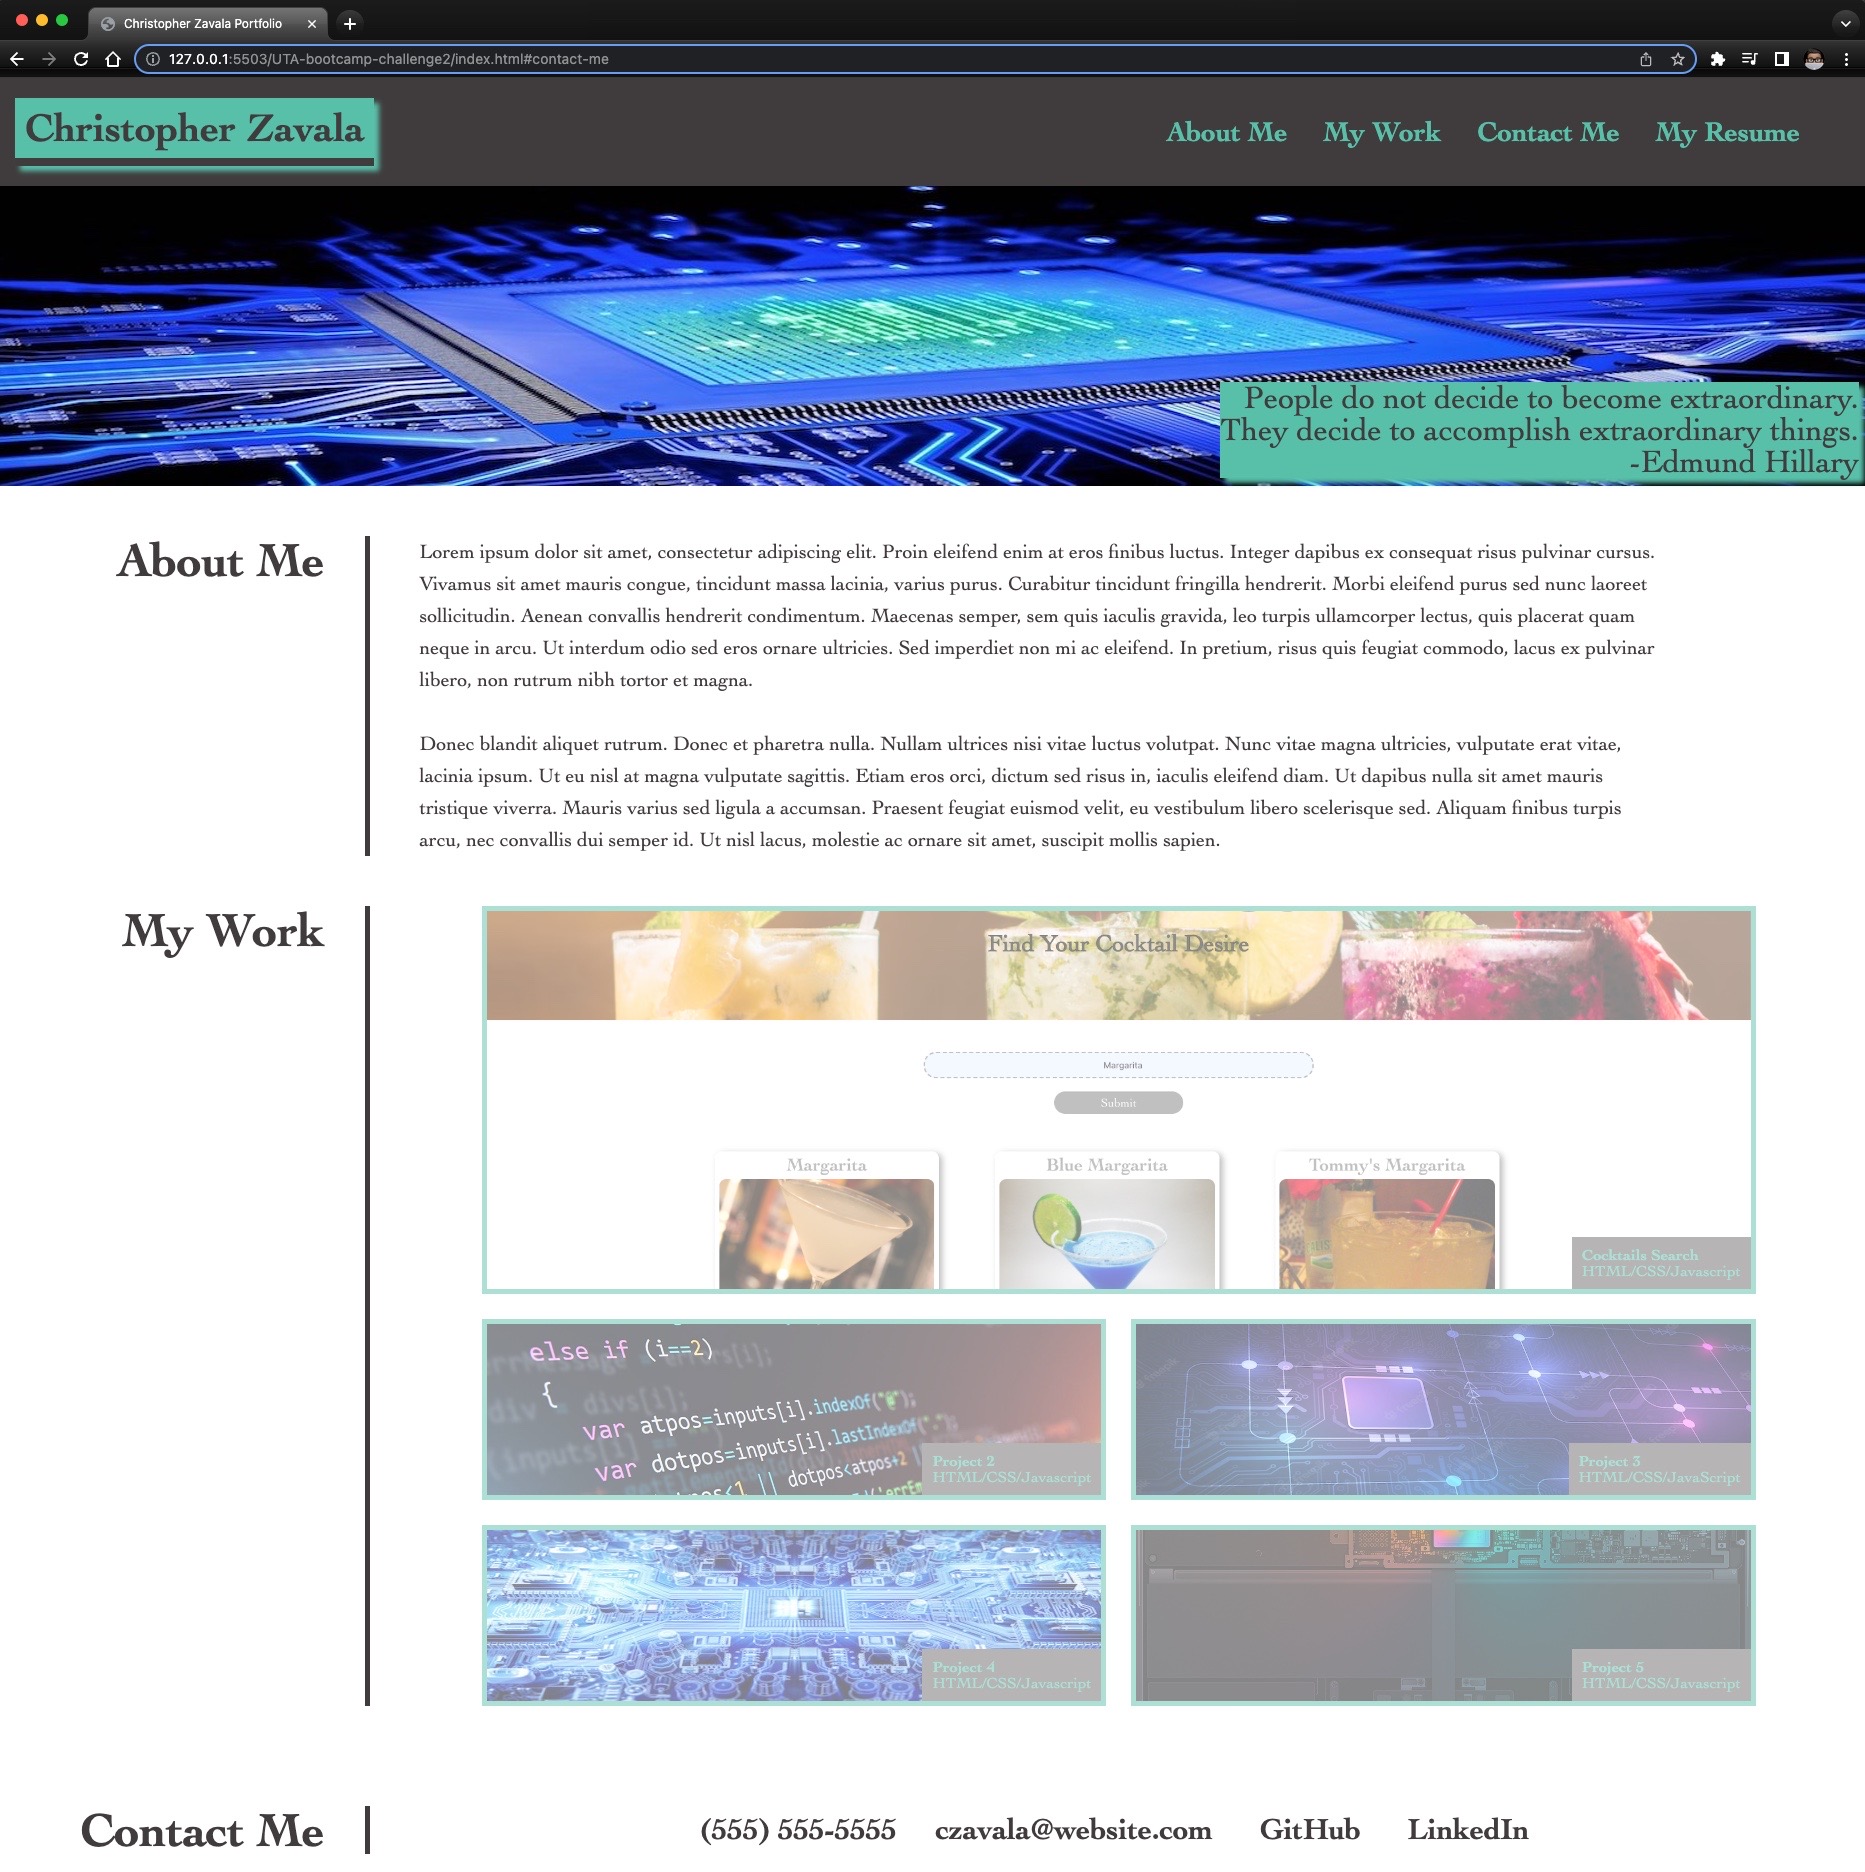 Christopher Zavala Portfolio
127.0.0.1:5503/UTA-bootcamp-challenge2/index.html#contact-me
Christopher Zavala
About Me My Work Contact Me My Resume
People do not decide to become extraordinary.
They decide to accomplish extraordinary things.
-Edmund Hillary
About Me
Lorem ipsum dolor sit amet, consectetur adipiscing elit. Proin eleifend enim at eros finibus luctus. Integer dapibus ex consequat risus pulvinar cursus.
Vivamus sit amet mauris congue, tincidunt massa lacinia, varius purus. Curabitur tincidunt fringilla hendrerit. Morbi eleifend purus sed nunc laoreet
sollicitudin. Aenean convallis hendrerit condimentum. Maecenas semper, sem quis iaculis gravida, leo turpis ullamcorper lectus, quis placerat quam
neque in arcu. Ut interdum odio sed eros ornare ultricies. Sed imperdiet non mi ac eleifend. In pretium, risus quis feugiat commodo, lacus ex pulvinar
libero, non rutrum nibh tortor et magna.
Donec blandit aliquet rutrum. Donec et pharetra nulla. Nullam ultrices nisi vitae luctus volutpat. Nunc vitae magna ultricies, vulputate erat vitae,
lacinia ipsum. Ut eu nisl at magna vulputate sagittis. Etiam eros orci, dictum sed risus in, iaculis eleifend diam. Ut dapibus nulla sit amet mauris
tristique viverra. Mauris varius sed ligula a accumsan. Praesent feugiat euismod velit, eu vestibulum libero scelerisque sed. Aliquam finibus turpis
arcu, nec convallis dui semper id. Ut nisl lacus, molestie ac ornare sit amet, suscipit mollis sapien.
My Work
Find Your Cocktail Desire
Margarita
Submit
Margarita Blue Margarita Tommy's Margarita
Cocktails Search
HTML/CSS/Javascript
else if (i==2)
{
var atpos=inputs[i].indexOf("@");
var dotpos=inputs[i].lastIndexOf(".");
dotpos<atpos+2
Project 2
HTML/CSS/Javascript
Project 3
HTML/CSS/JavaScript
Project 4
HTML/CSS/Javascript
Project 5
HTML/CSS/Javascript
Contact Me
(555) 555-5555 czavala@website.com GitHub LinkedIn